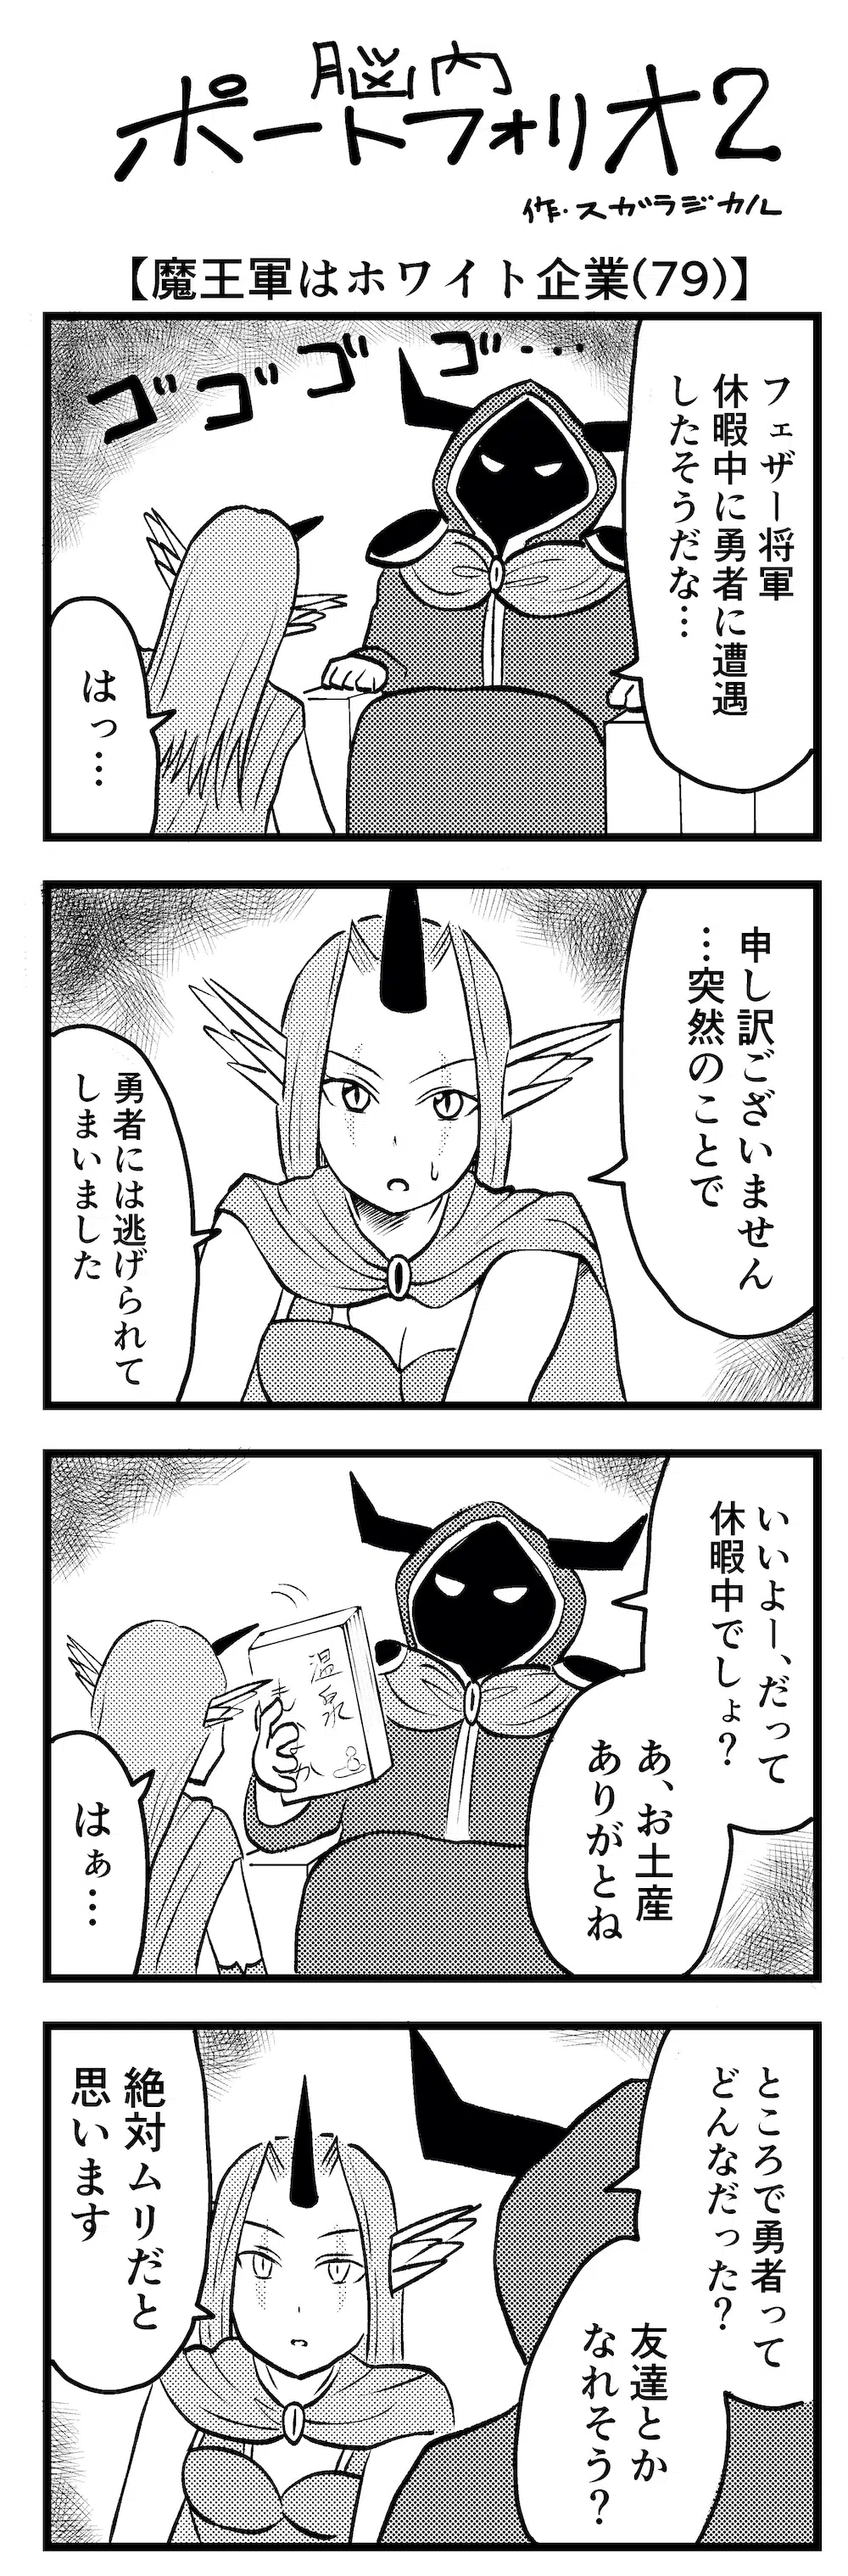 脳内
ポートフォリオ2
作・スガラジカル
【魔王軍はホワイト企業(79)】
ゴゴゴゴ…
フェザー将軍
休暇中に勇者に遭遇
したそうだな…
はっ…
申し訳ございません
…突然のことで
勇者には逃げられて
しまいました
いいよー、だって
休暇中でしょ?
あ、お土産
ありがとね
温泉
はぁ…
ところで勇者って
どんなだった?
友達とか
なれそう?
絶対ムリだと
思います